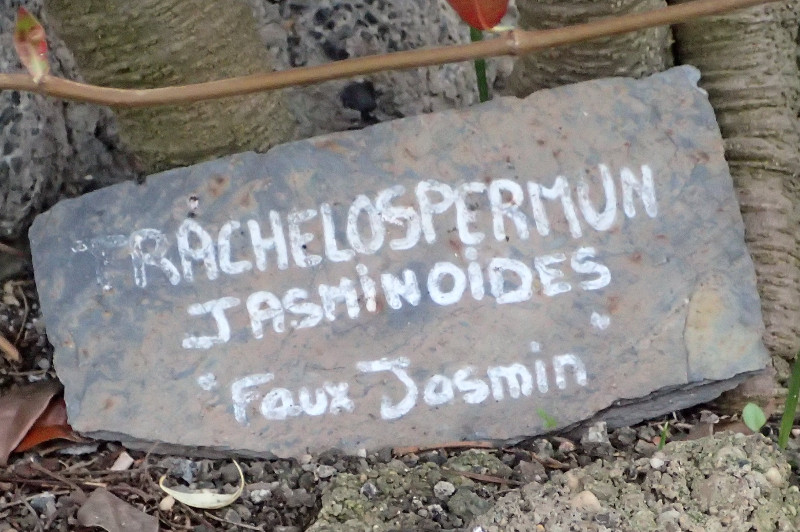 TRACHELOSPERMUN
JASMINOIDES
"Faux Jasmin"